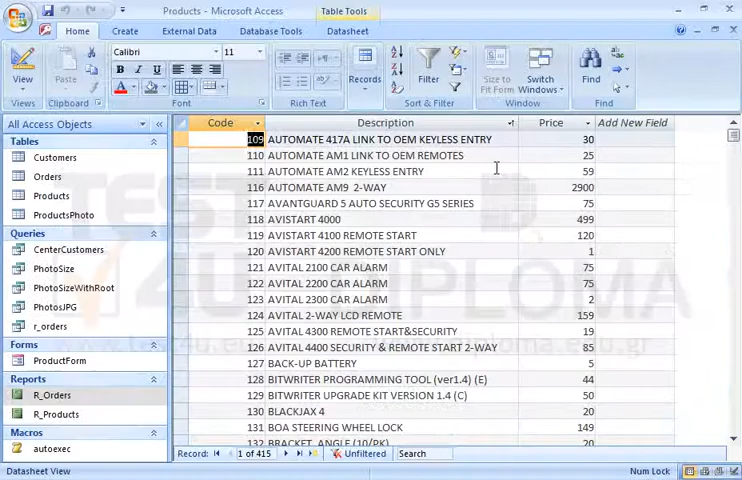 Products - Microsoft Access
Table Tools
Home
Create
External Data
Database Tools
Datasheet
View
Views
Paste
Clipboard
Calibri
11
B I U
A
Font
Rich Text
Records
Sort & Filter
Filter
Size to Fit Form
Switch Windows
Window
Find
Find
All Access Objects
Tables
Customers
Orders
Products
ProductsPhoto
Queries
CenterCustomers
PhotoSize
PhotoSizeWithRoot
PhotosJPG
r_orders
Forms
ProductForm
Reports
R_Orders
R_Products
Macros
autoexec
Code Description Price Add New Field
109 AUTOMATE 417A LINK TO OEM KEYLESS ENTRY 30
110 AUTOMATE AM1 LINK TO OEM REMOTES 25
111 AUTOMATE AM2 KEYLESS ENTRY 59
116 AUTOMATE AM9 2-WAY 2900
117 AVANTGUARD 5 AUTO SECURITY G5 SERIES 75
118 AVISTART 4000 499
119 AVISTART 4100 REMOTE START 120
120 AVISTART 4200 REMOTE START ONLY 1
121 AVITAL 2100 CAR ALARM 75
122 AVITAL 2200 CAR ALARM 75
123 AVITAL 2300 CAR ALARM 2
124 AVITAL 2-WAY LCD REMOTE 159
125 AVITAL 4300 REMOTE START&SECURITY 19
126 AVITAL 4400 SECURITY & REMOTE START 2-WAY 85
127 BACK-UP BATTERY 5
128 BITWRITER PROGRAMMING TOOL (ver1.4) (E) 44
129 BITWRITER UPGRADE KIT VERSION 1.4 (C) 50
130 BLACKJAX 4 20
131 BOA STEERING WHEEL LOCK 149
132 BRACKET, ANGLE (10/PK) 20
TEST
4U DIPLOMA
Record: 1 of 415 Unfiltered Search
Datasheet View
Num Lock